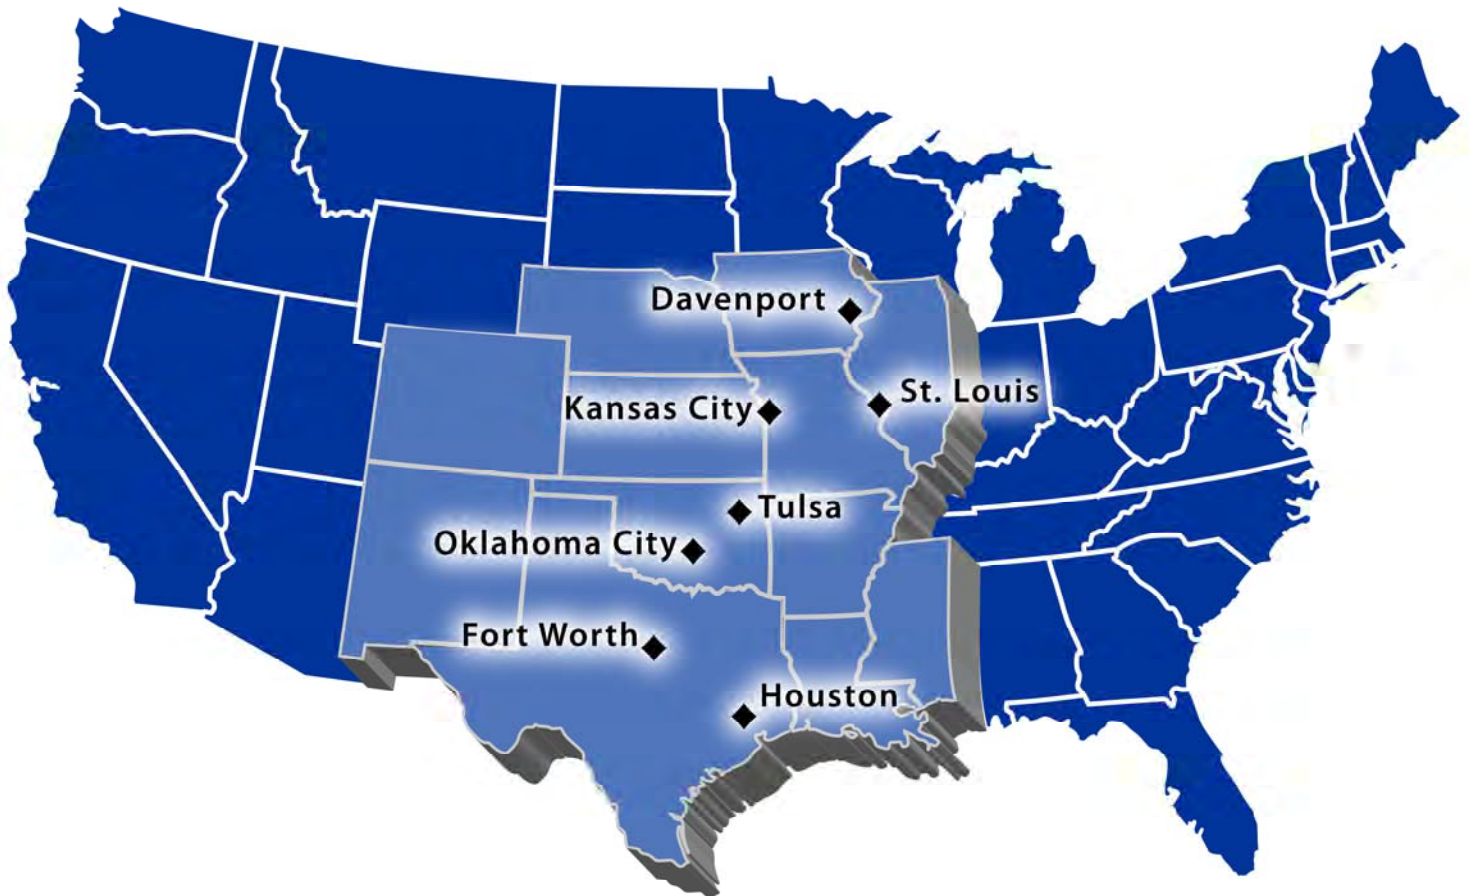 Davenport
St. Louis
Kansas City
Tulsa
Oklahoma City
Fort Worth
Houston